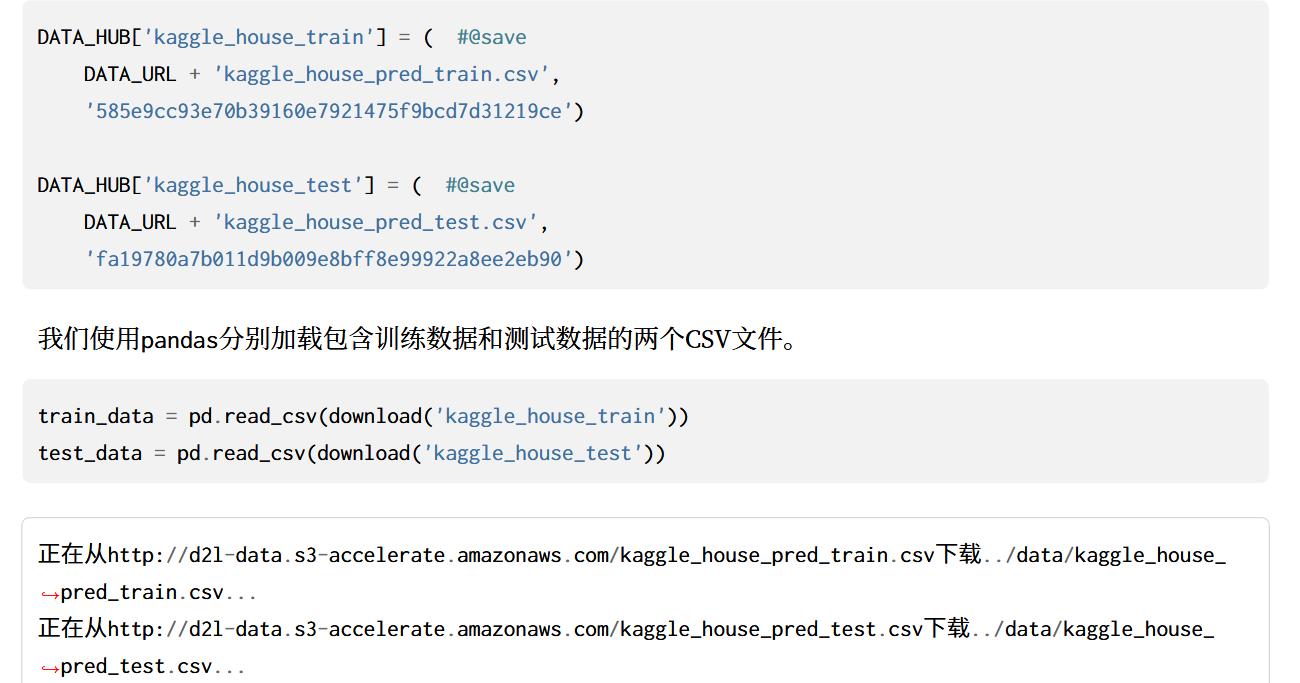 DATA_HUB['kaggle_house_train'] = (  #@save
    DATA_URL + 'kaggle_house_pred_train.csv',
    '585e9cc93e70b39160e7921475f9bcd7d31219ce')

DATA_HUB['kaggle_house_test'] = (  #@save
    DATA_URL + 'kaggle_house_pred_test.csv',
    'fa19780a7b011d9b009e8bff8e99922a8ee2eb90')
我们使用pandas分别加载包含训练数据和测试数据的两个CSV文件。
train_data = pd.read_csv(download('kaggle_house_train'))
test_data = pd.read_csv(download('kaggle_house_test'))
正在从http://d2l-data.s3-accelerate.amazonaws.com/kaggle_house_pred_train.csv下载../data/kaggle_house_
↪pred_train.csv...
正在从http://d2l-data.s3-accelerate.amazonaws.com/kaggle_house_pred_test.csv下载../data/kaggle_house_
↪pred_test.csv...